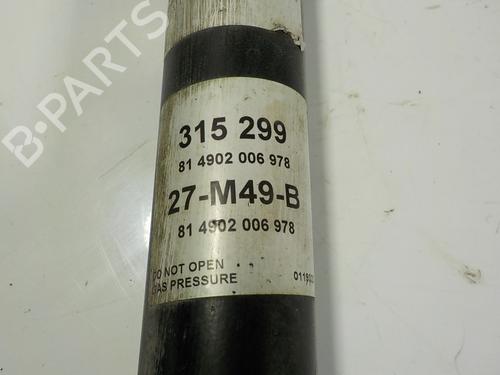 B-PARTS
315 299
81 4902 006 978
27-M49-B
81 4902 006 978
DO NOT OPEN
GAS PRESSURE